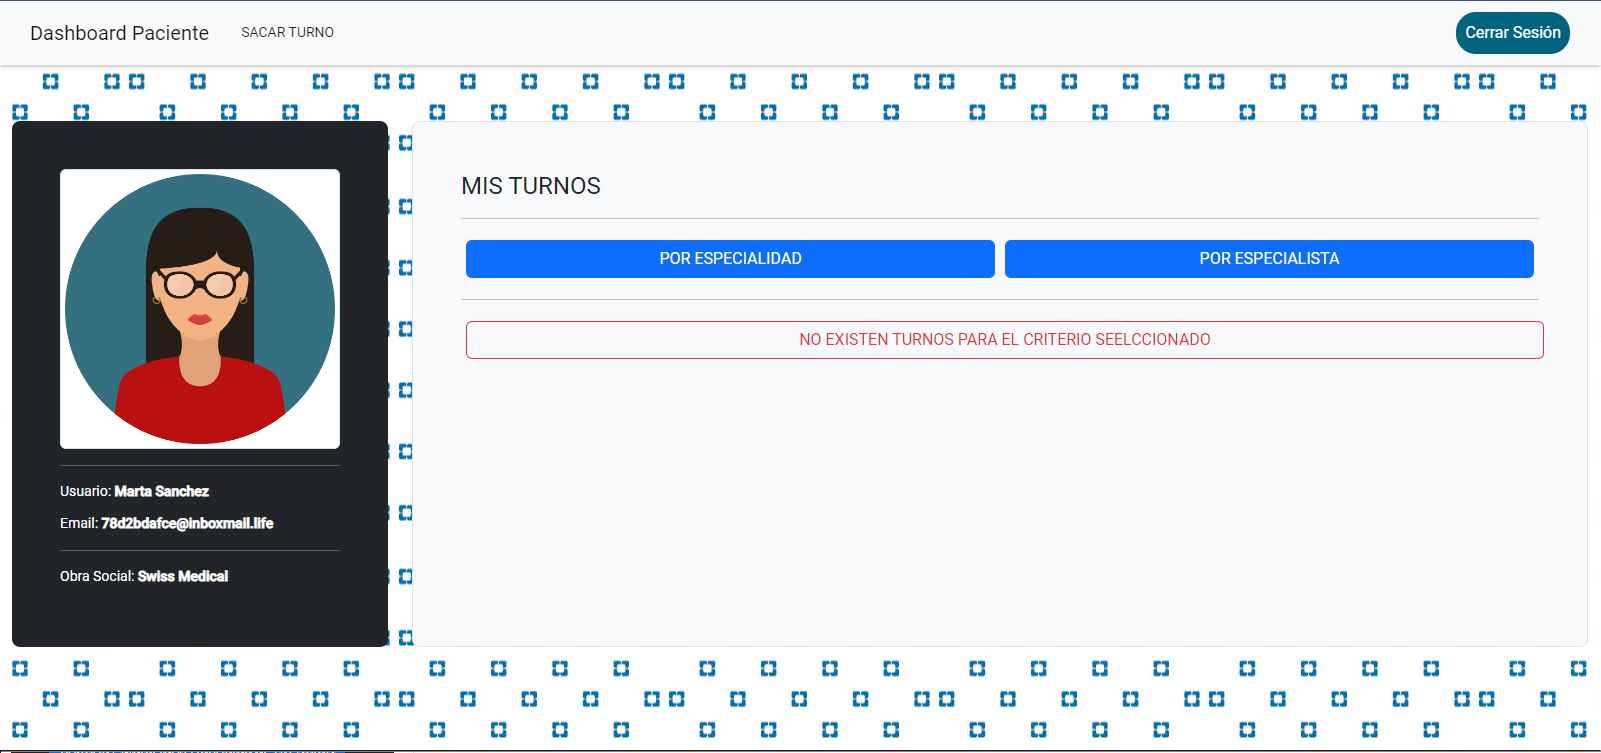 Dashboard Paciente
SACAR TURNO
Cerrar Sesión
Usuario: Marta Sanchez
Email: 78d2bdafce@inboxmail.life
Obra Social: Swiss Medical
MIS TURNOS
POR ESPECIALIDAD
POR ESPECIALISTA
NO EXISTEN TURNOS PARA EL CRITERIO SEELCCIONADO